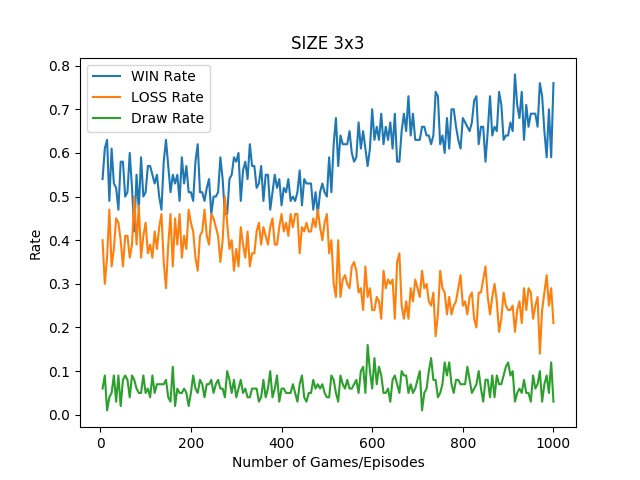 SIZE 3x3
WIN Rate
LOSS Rate
Draw Rate
0.8
0.7
0.6
0.5
0.4
0.3
0.2
0.1
0.0
Rate
0 200 400 600 800 1000
Number of Games/Episodes